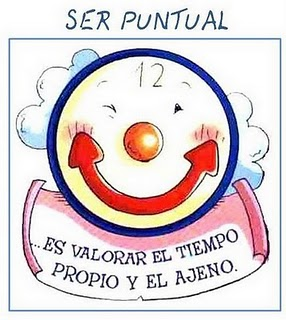 SER PUNTUAL
12
...ES VALORAR EL TIEMPO
PROPIO Y EL AJENO.